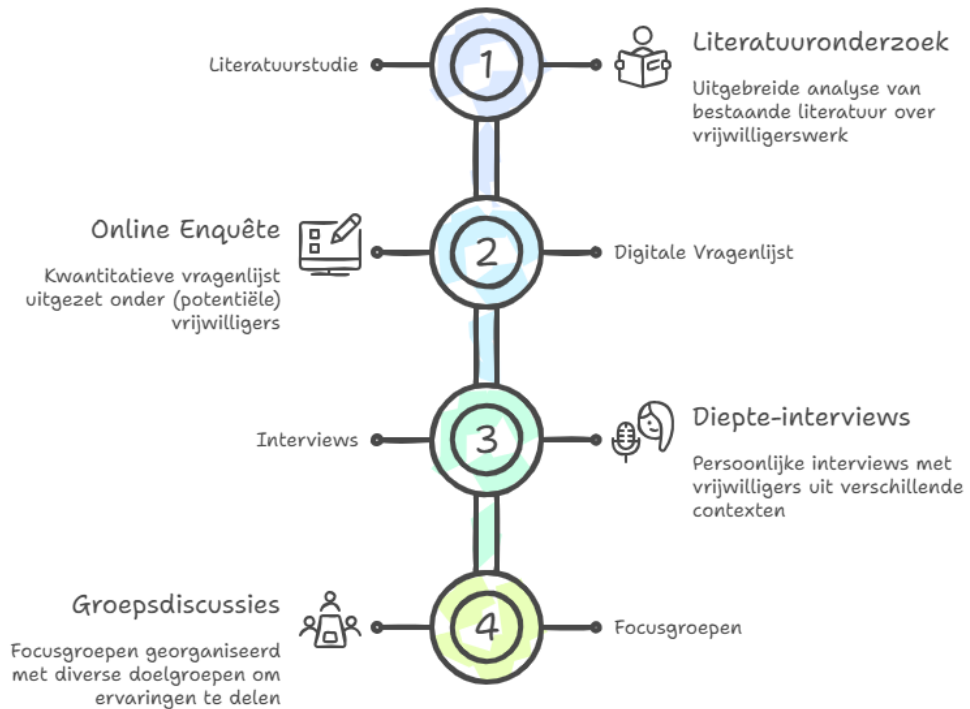 Literatuurstudie
1
Literatuuronderzoek
Uitgebreide analyse van
bestaande literatuur over
vrijwilligerswerk
Online Enquête
Kwantitatieve vragenlijst
uitgezet onder (potentiële)
vrijwilligers
2
Digitale Vragenlijst
Interviews
3
Diepte-interviews
Persoonlijke interviews met
vrijwilligers uit verschillende
contexten
Groepsdiscussies
Focusgroepen georganiseerd
met diverse doelgroepen om
ervaringen te delen
4
Focusgroepen